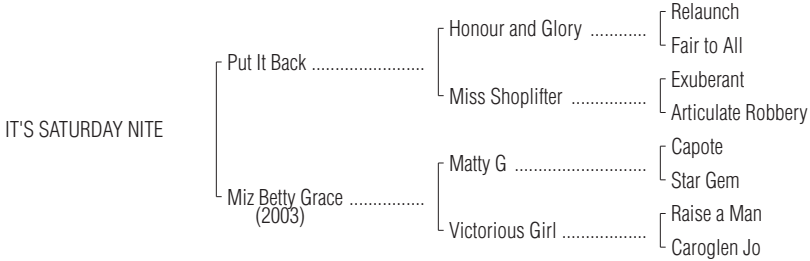 Relaunch
Honour and Glory ............
Fair to All
Put It Back ........................
Exuberant
Miss Shoplifter ................
Articulate Robbery
IT'S SATURDAY NITE
Capote
Matty G ............................
Star Gem
Miz Betty Grace ................
(2003)
Raise a Man
Victorious Girl ..................
Caroglen Jo